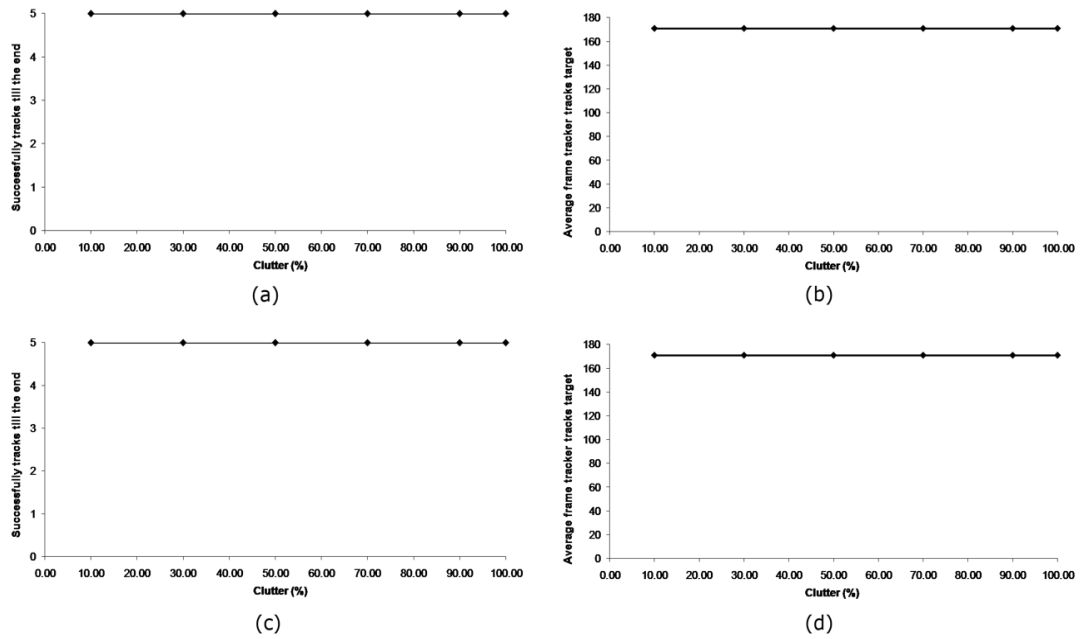 Successfully tracks till the end
5
4
3
2
1
0
0.00 10.00 20.00 30.00 40.00 50.00 60.00 70.00 80.00 90.00 100.00
Clutter (%)
(a)
Average frame tracker tracks target
180
160
140
120
100
80
60
40
20
0
0.00 10.00 20.00 30.00 40.00 50.00 60.00 70.00 80.00 90.00 100.00
Clutter (%)
(b)
Successfully tracks till the end
5
4
3
2
1
0
0.00 10.00 20.00 30.00 40.00 50.00 60.00 70.00 80.00 90.00 100.00
Clutter (%)
(c)
Average frame tracker tracks target
180
160
140
120
100
80
60
40
20
0
0.00 10.00 20.00 30.00 40.00 50.00 60.00 70.00 80.00 90.00 100.00
Clutter (%)
(d)